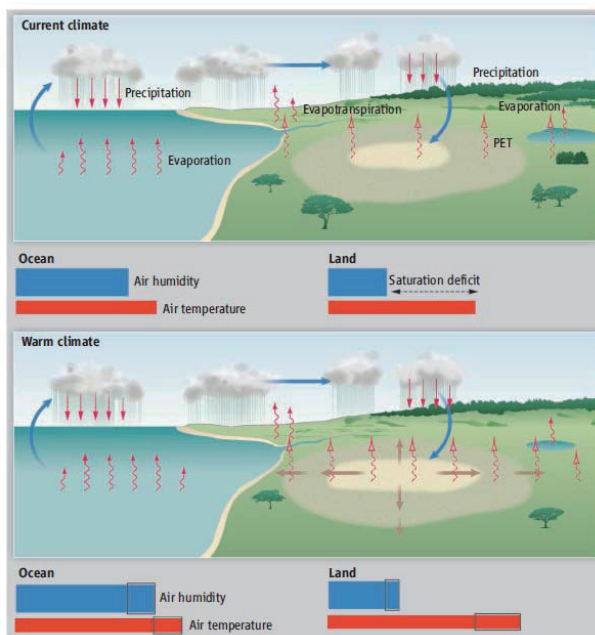 Current climate
Precipitation
Precipitation
Evapotranspiration
Evaporation
Evaporation
PET
Ocean
Air humidity
Air temperature
Land
Saturation deficit
Warm climate
Ocean
Air humidity
Air temperature
Land